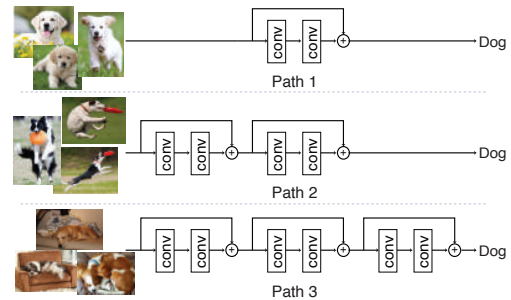 conv conv + Dog
Path 1
conv conv + conv conv + Dog
Path 2
conv conv + conv conv + conv conv + Dog
Path 3